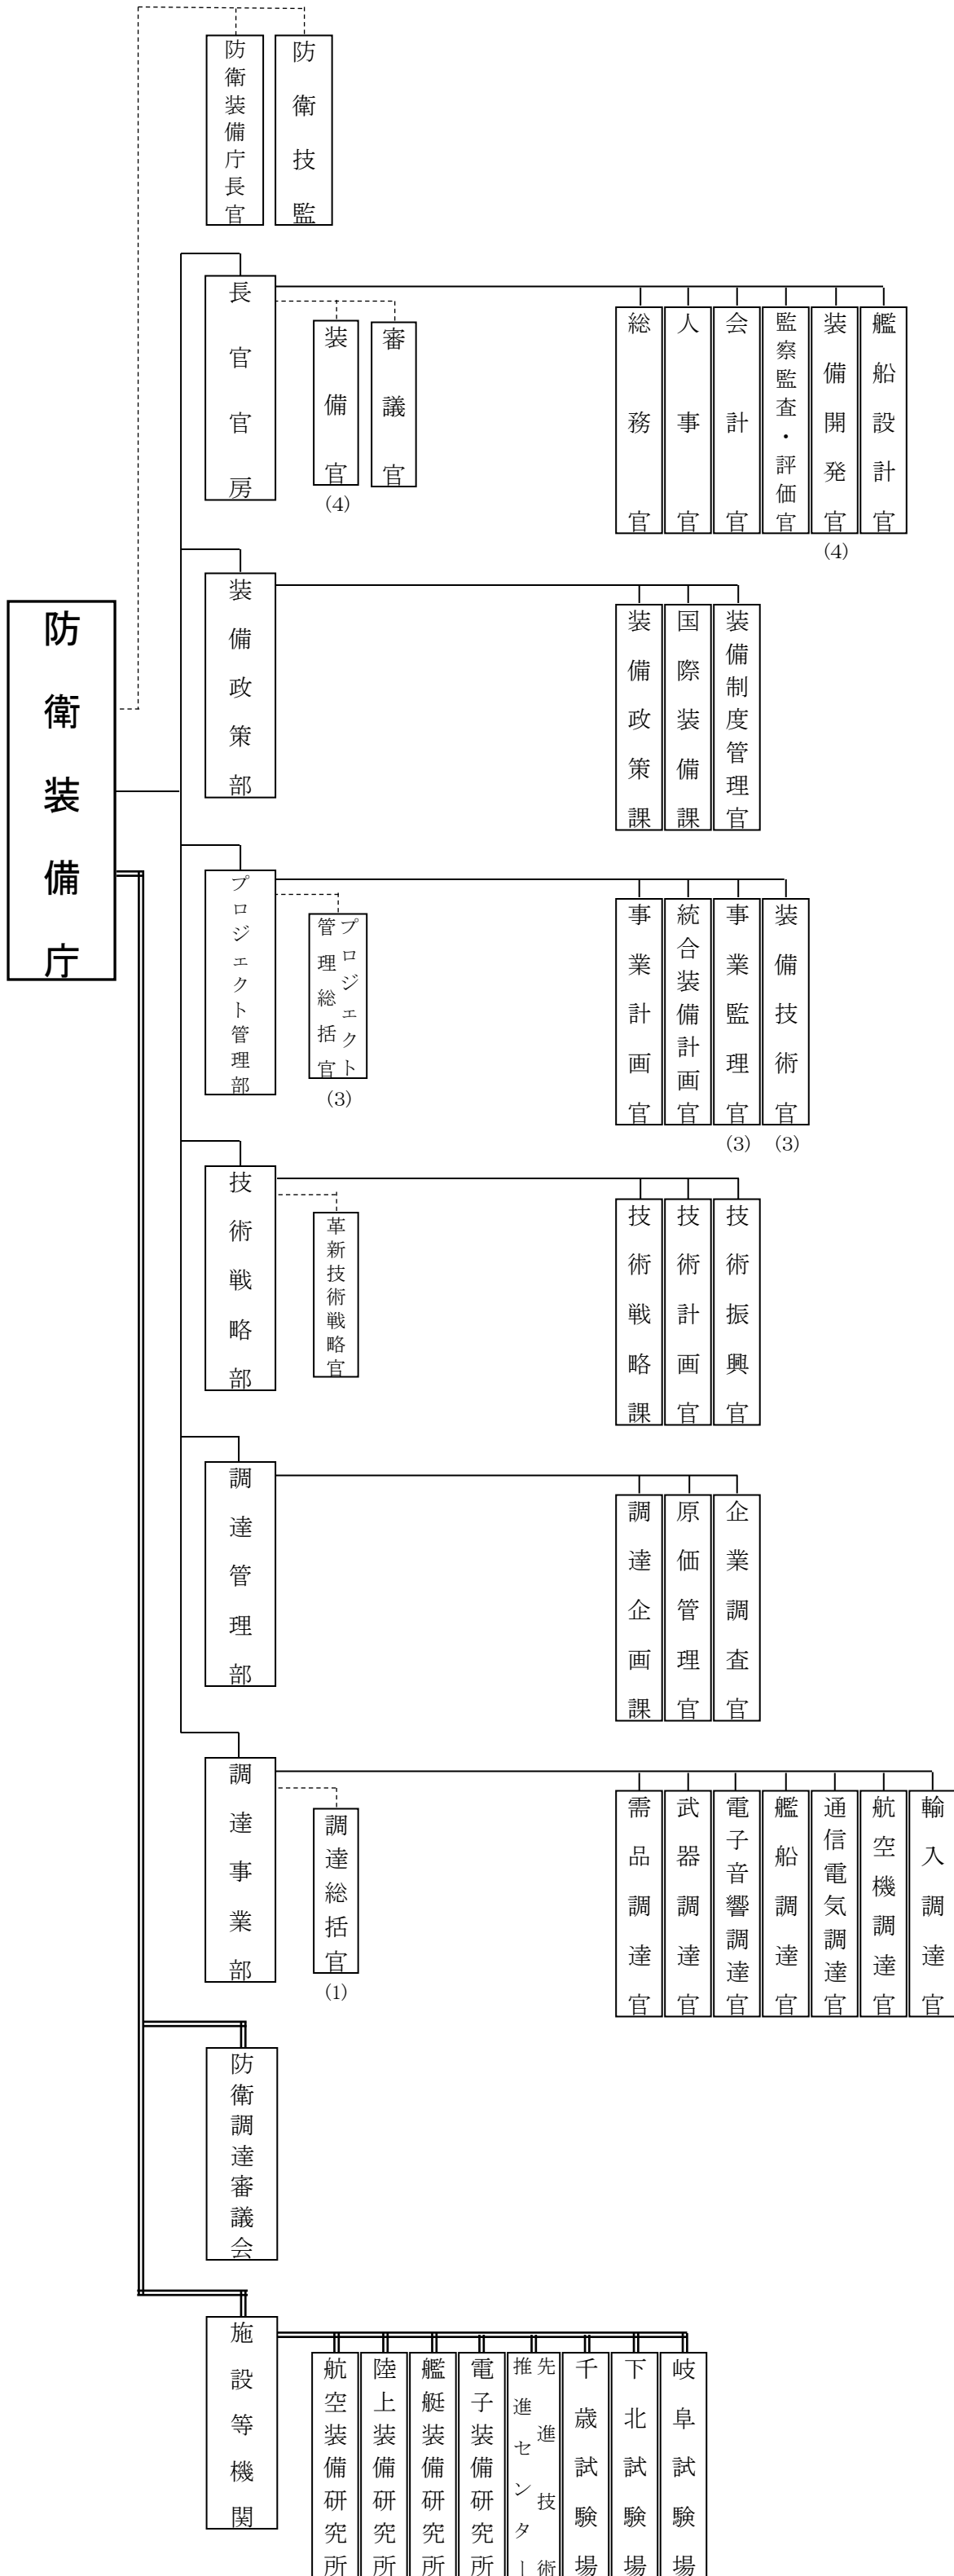 防衛装備庁長官
防衛技監
長官官房
装備官
(4)
審議官
総務官
人事官
会計官
監察監査・評価官
装備開発官
(4)
艦船設計官
防衛装備庁
装備政策部
装備政策課
国際装備課
装備制度管理官
プロジェクト管理部
プロジェクト
管理総括官
(3)
事業計画官
統合装備計画官
事業監理官
(3)
装備技術官
(3)
技術戦略部
革新技術戦略官
技術戦略課
技術計画官
技術振興官
調達管理部
調達企画課
原価管理官
企業調査官
調達事業部
調達総括官
(1)
需品調達官
武器調達官
電子音響調達官
艦船調達官
通信電気調達官
航空機調達官
輸入調達官
防衛調達審議会
施設等機関
航空装備研究所
陸上装備研究所
艦艇装備研究所
電子装備研究所
先進技術
推進センター
千歳試験場
下北試験場
岐阜試験場